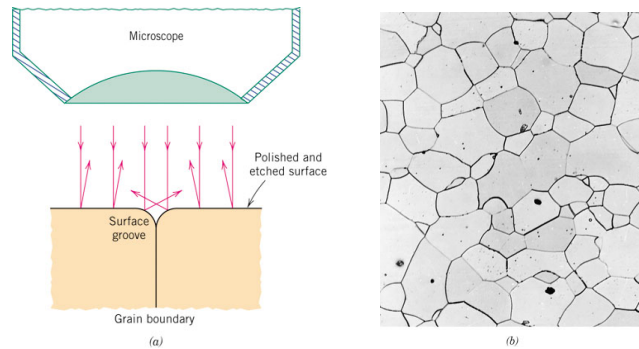 Microscope
Polished and
etched surface
Surface
groove
Grain boundary
(a)
(b)